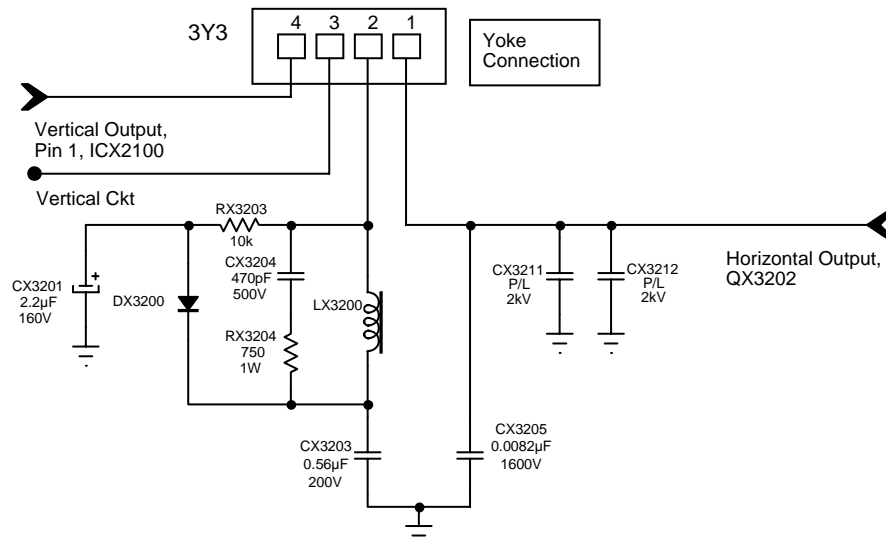 3Y3
4 3 2 1
Yoke
Connection
Vertical Output,
Pin 1, ICX2100
Vertical Ckt
RX3203
10k
CX3204
470pF
500V
CX3201
2.2µF
160V
+
DX3200
LX3200
RX3204
750
1W
CX3211
P/L
2kV
CX3212
P/L
2kV
Horizontal Output,
QX3202
CX3203
0.56µF
200V
CX3205
0.0082µF
1600V